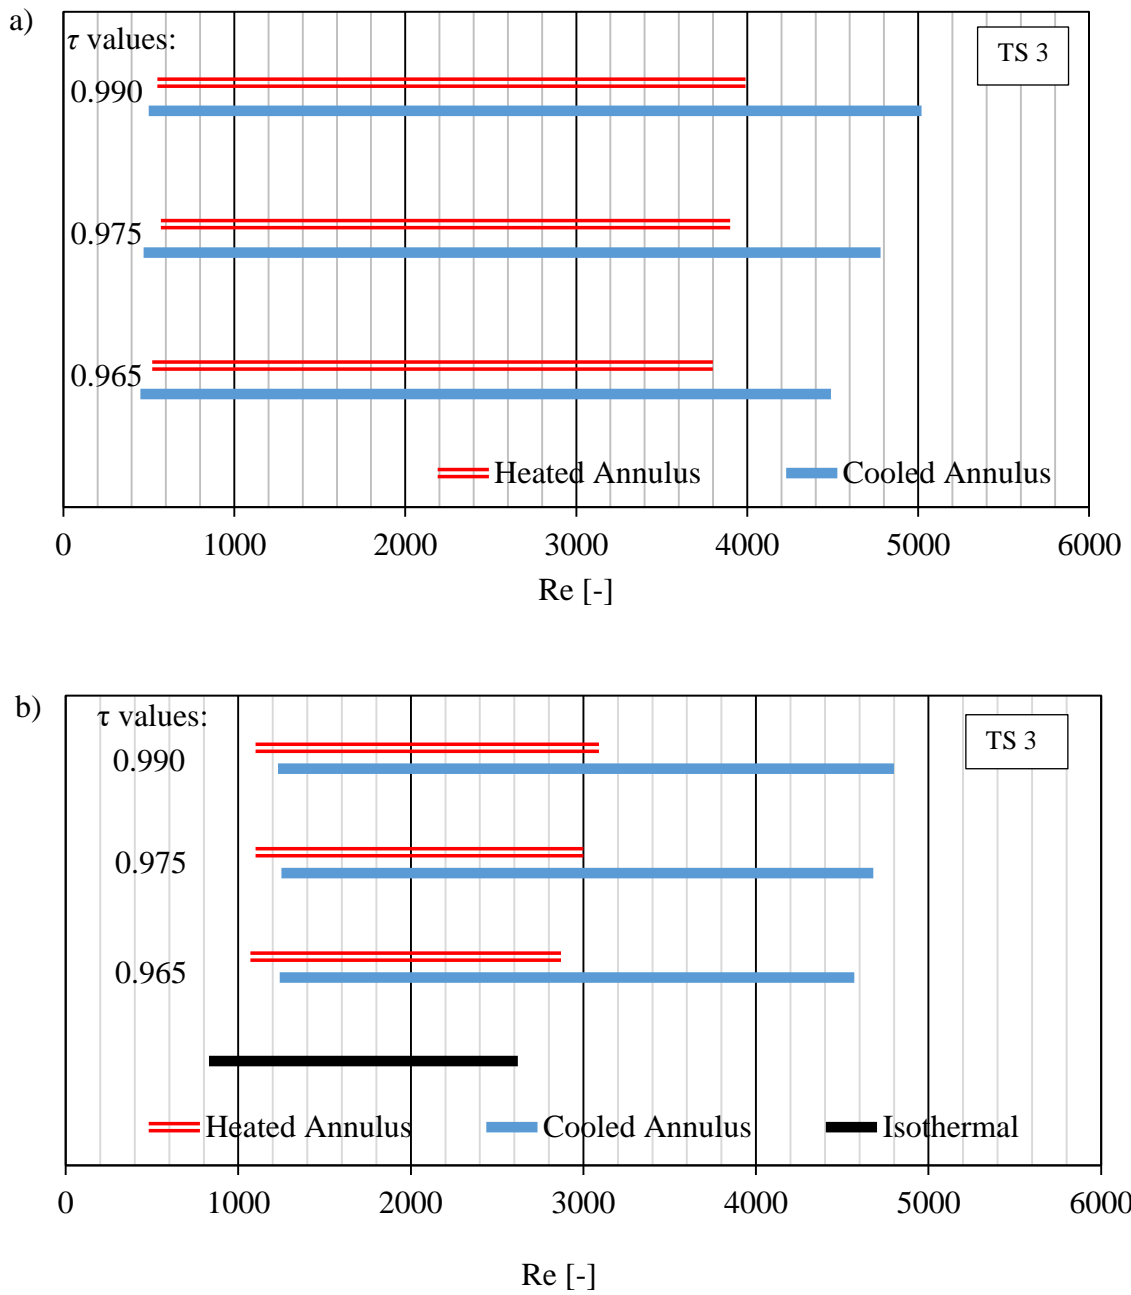 a)
τ values:
TS 3
0.990
0.975
0.965
Heated Annulus Cooled Annulus
0 1000 2000 3000 4000 5000 6000
Re [-]
b)
τ values:
TS 3
0.990
0.975
0.965
Heated Annulus Cooled Annulus Isothermal
0 1000 2000 3000 4000 5000 6000
Re [-]